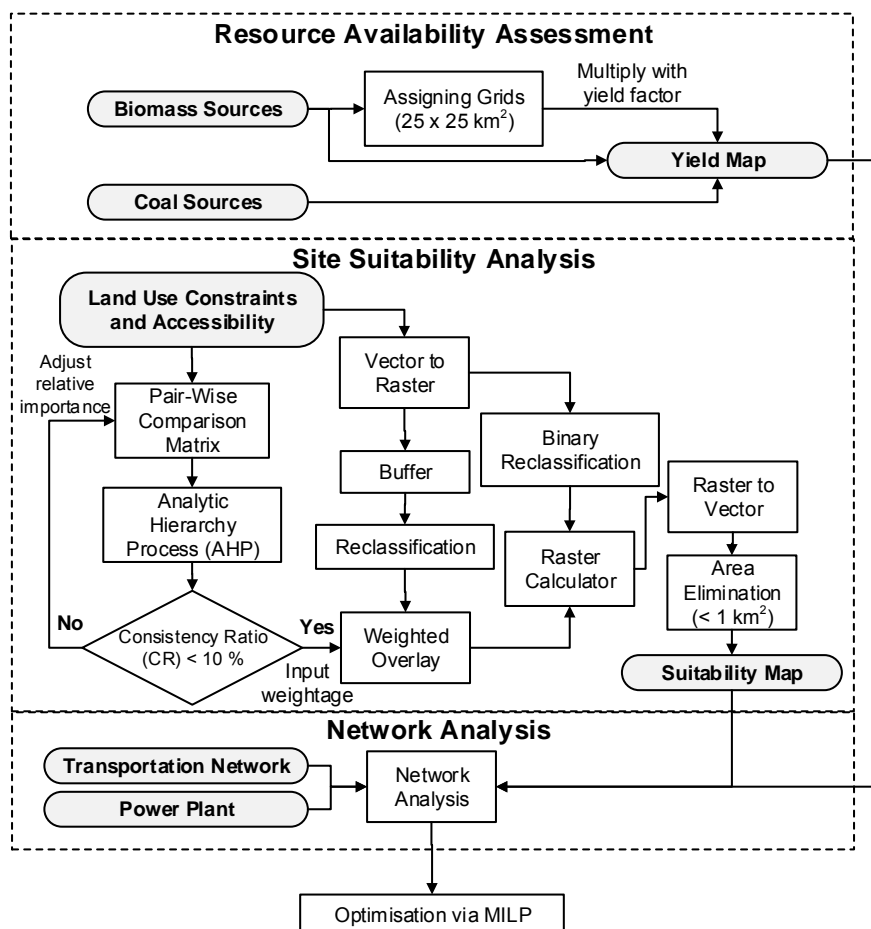 Resource Availability Assessment
Biomass Sources
Assigning Grids
(25 x 25 km²)
Multiply with
yield factor
Yield Map
Coal Sources
Site Suitability Analysis
Land Use Constraints
and Accessibility
Adjust
relative
importance
Pair-Wise
Comparison
Matrix
Analytic
Hierarchy
Process (AHP)
No
Consistency Ratio
(CR) < 10 %
Yes
Input
weightage
Vector to
Raster
Buffer
Reclassification
Weighted
Overlay
Binary
Reclassification
Raster
Calculator
Raster to
Vector
Area
Elimination
(< 1 km²)
Suitability Map
Network Analysis
Transportation Network
Power Plant
Network
Analysis
Optimisation via MILP